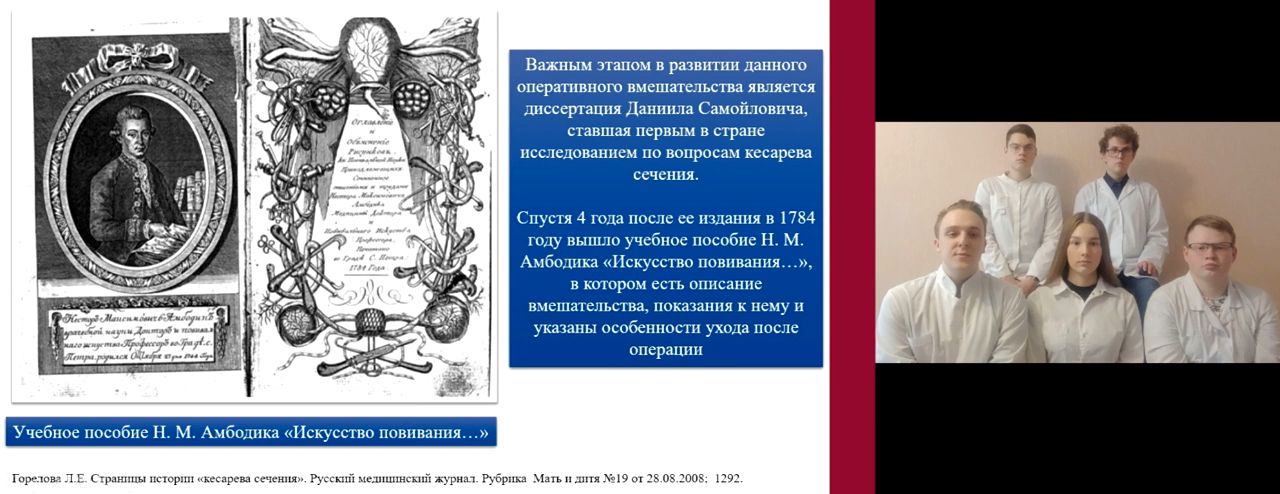 Оглавление
и
Объяснение
Важным этапом в развитии данного
оперативного вмешательства является
диссертация Даниила Самойловича,
ставшая первым в стране
исследованием по вопросам кесарева
сечения.
Спустя 4 года после ее издания в 1784
году вышло учебное пособие Н. М.
Амбодика «Искусство повивания…»,
в котором есть описание
вмешательства, показания к нему и
указаны особенности ухода после
операции
Учебное пособие Н. М. Амбодика «Искусство повивания…»
Горелова Л.Е. Страницы истории «кесарева сечения». Русский медицинский журнал. Рубрика Мать и дитя №19 от 28.08.2008; 1292.